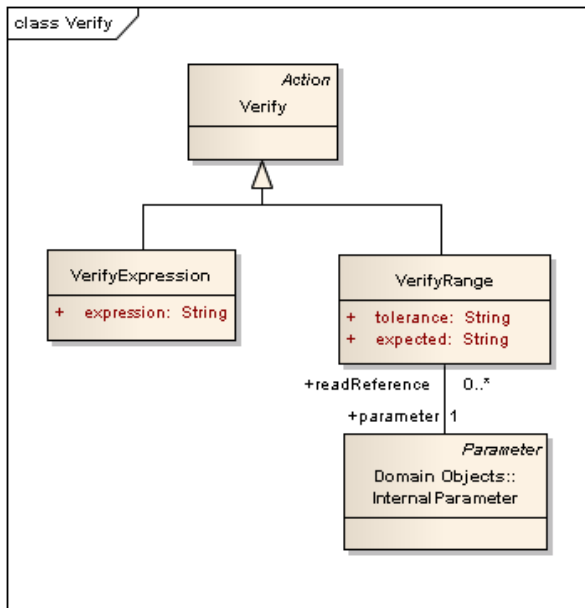 class Verify
Action
Verify
VerifyExpression
+ expression: String
VerifyRange
+ tolerance: String
+ expected: String
+readReference 0..*
+parameter 1
Parameter
Domain Objects::
InternalParameter